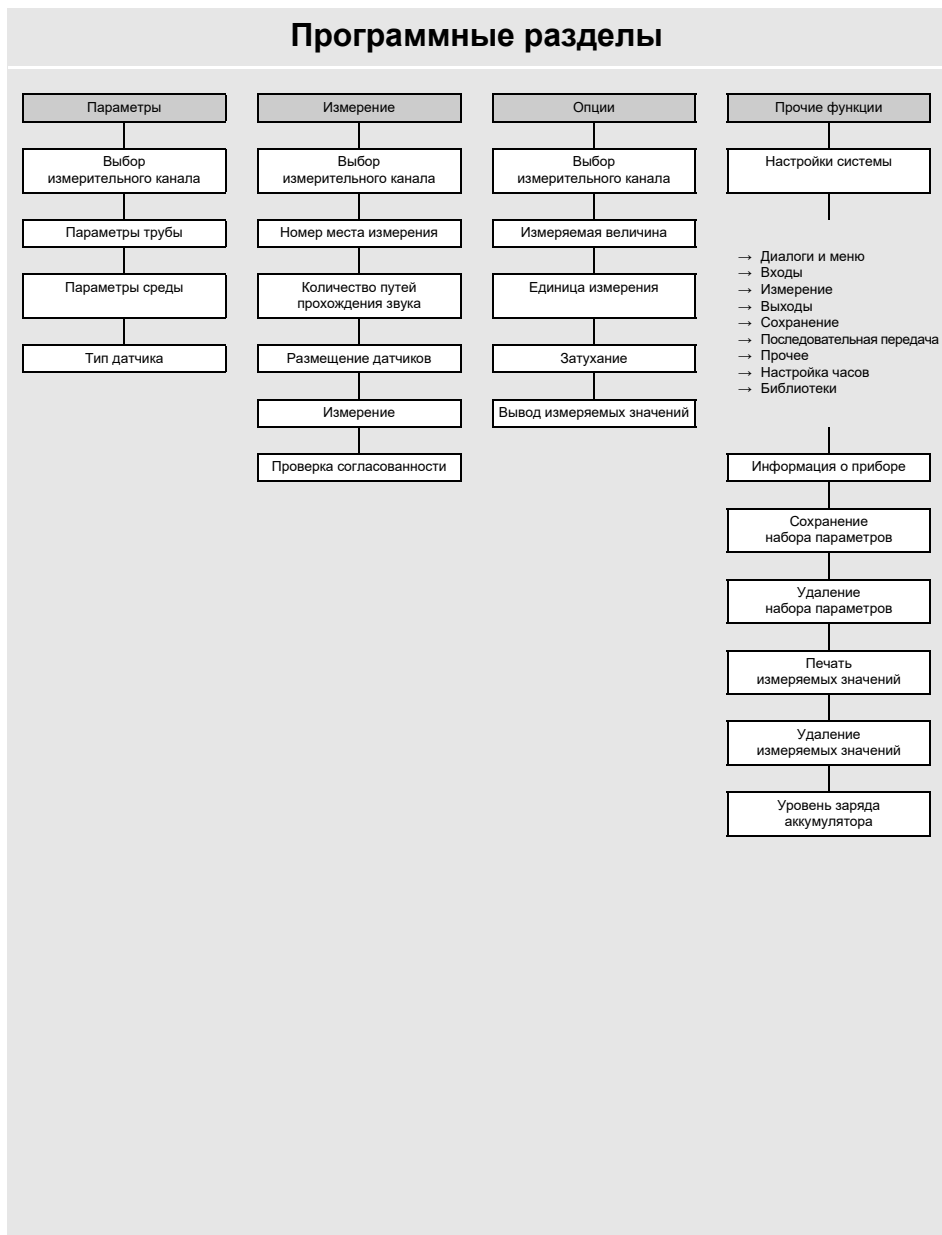 Программные разделы
Параметры
Выбор
измерительного канала
Параметры трубы
Параметры среды
Тип датчика
Измерение
Выбор
измерительного канала
Номер места измерения
Количество путей
прохождения звука
Размещение датчиков
Измерение
Проверка согласованности
Опции
Выбор
измерительного канала
Измеряемая величина
Единица измерения
Затухание
Вывод измеряемых значений
Прочие функции
Настройки системы
→ Диалоги и меню
→ Входы
→ Измерение
→ Выходы
→ Сохранение
→ Последовательная передача
→ Прочее
→ Настройка часов
→ Библиотеки
Информация о приборе
Сохранение
набора параметров
Удаление
набора параметров
Печать
измеряемых значений
Удаление
измеряемых значений
Уровень заряда
аккумулятора